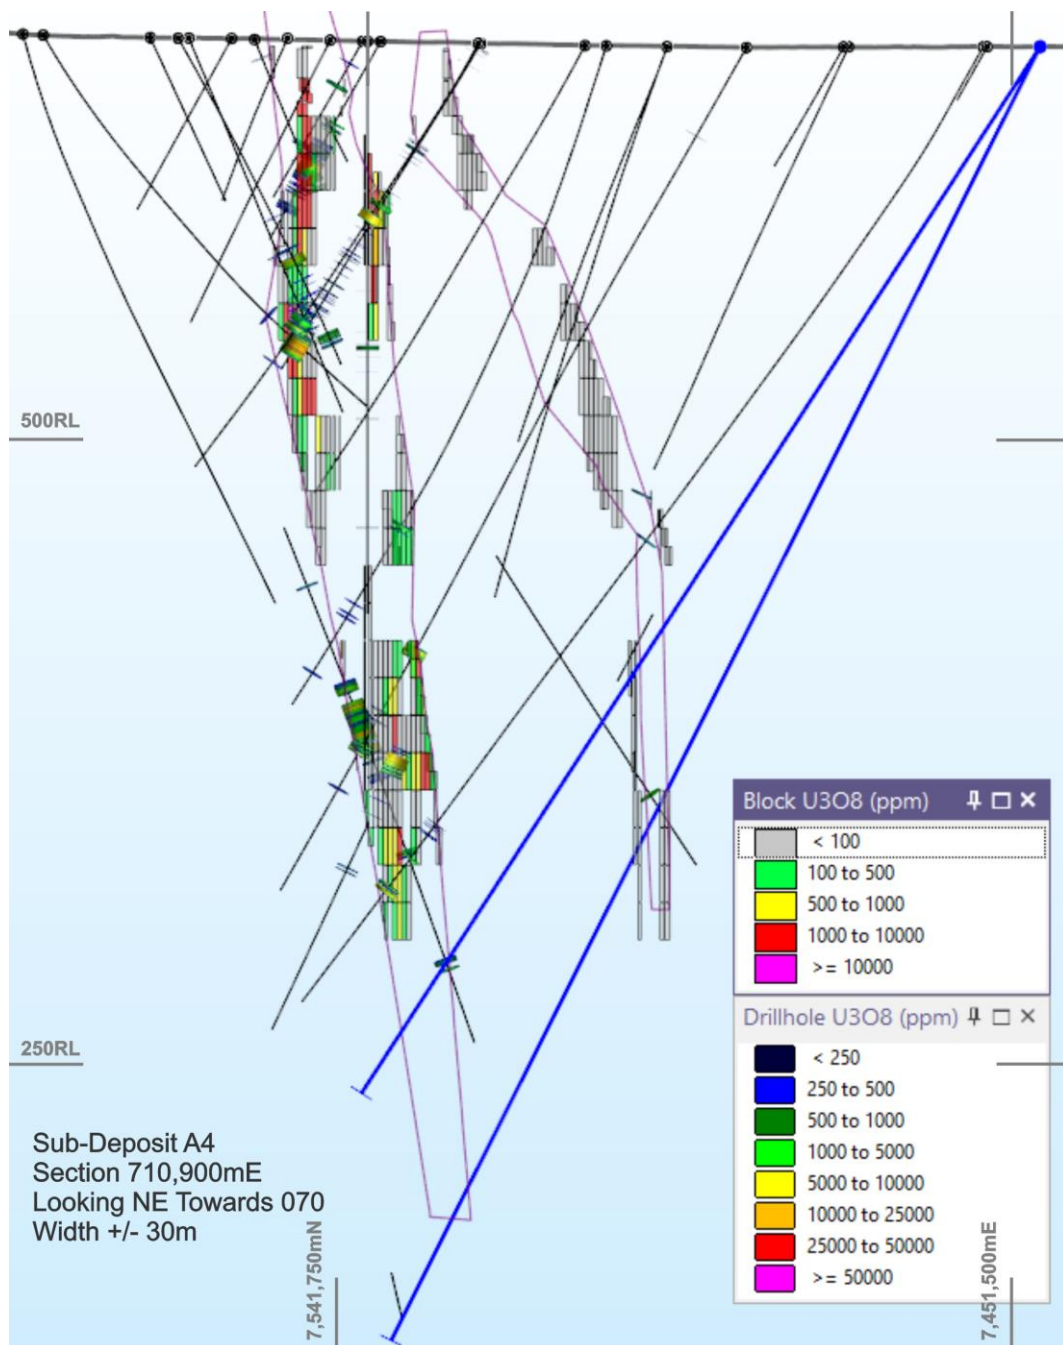 500RL
Block U3O8 (ppm)
< 100
100 to 500
500 to 1000
1000 to 10000
>= 10000
Drillhole U3O8 (ppm)
< 250
250 to 500
500 to 1000
1000 to 5000
5000 to 10000
10000 to 25000
25000 to 50000
>= 50000
250RL
Sub-Deposit A4
Section 710,900mE
Looking NE Towards 070
Width +/- 30m
7,541,750mN
7,451,500mE